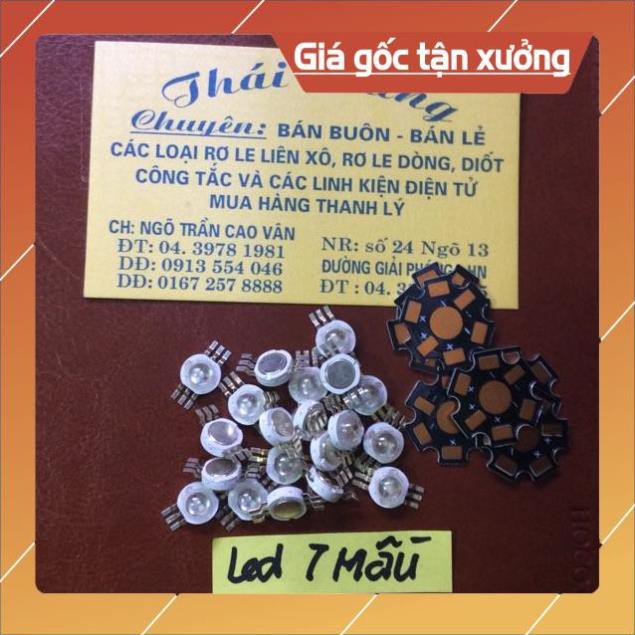 Giá gốc tận xưởng
Thái
Chuyên: BÁN BUÔN - BÁN LẺ
CÁC LOẠI RƠ LE LIÊN XÔ, RƠ LE DÒNG, DIỐT
CÔNG TẮC VÀ CÁC LINH KIỆN ĐIỆN TỬ
MUA HÀNG THANH LÝ
CH: NGÕ TRẦN CAO VÂN
ĐT: 04. 3978 1981
DĐ: 0913 554 046
DĐ: 0167 257 8888
NR: số 24 Ngõ 13
ĐƯỜNG GIẢI
ĐT : 04.
Led 7 Mầu